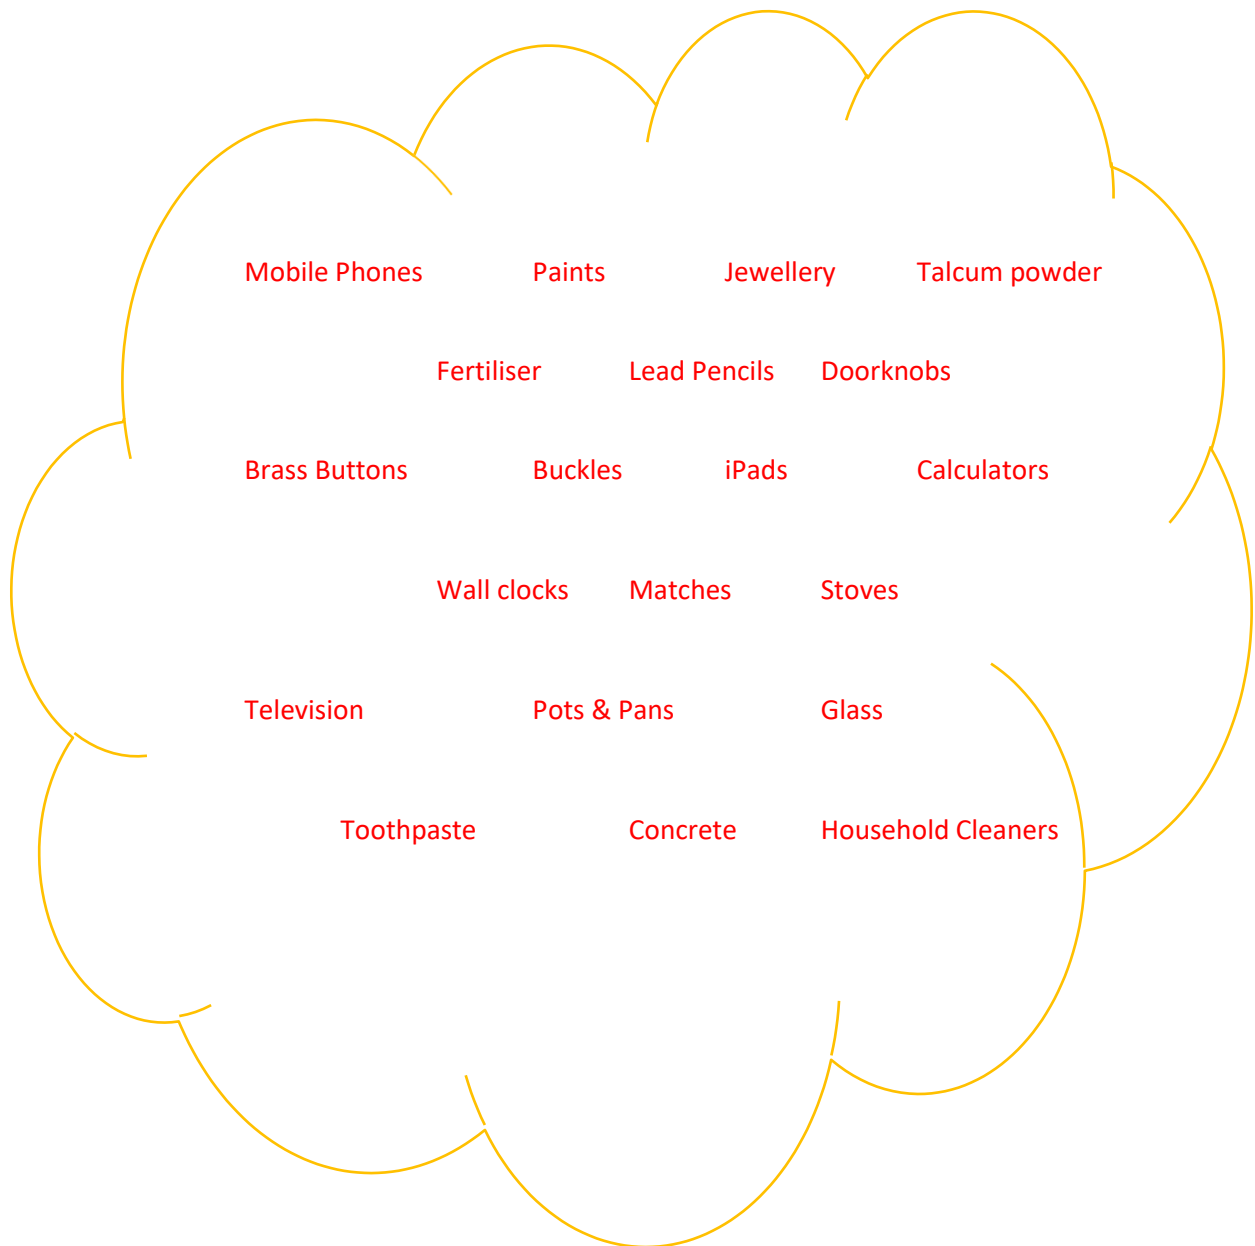 Mobile Phones Paints Jewellery Talcum powder
Fertiliser Lead Pencils Doorknobs
Brass Buttons Buckles iPads Calculators
Wall clocks Matches Stoves
Television Pots & Pans Glass
Toothpaste Concrete Household Cleaners